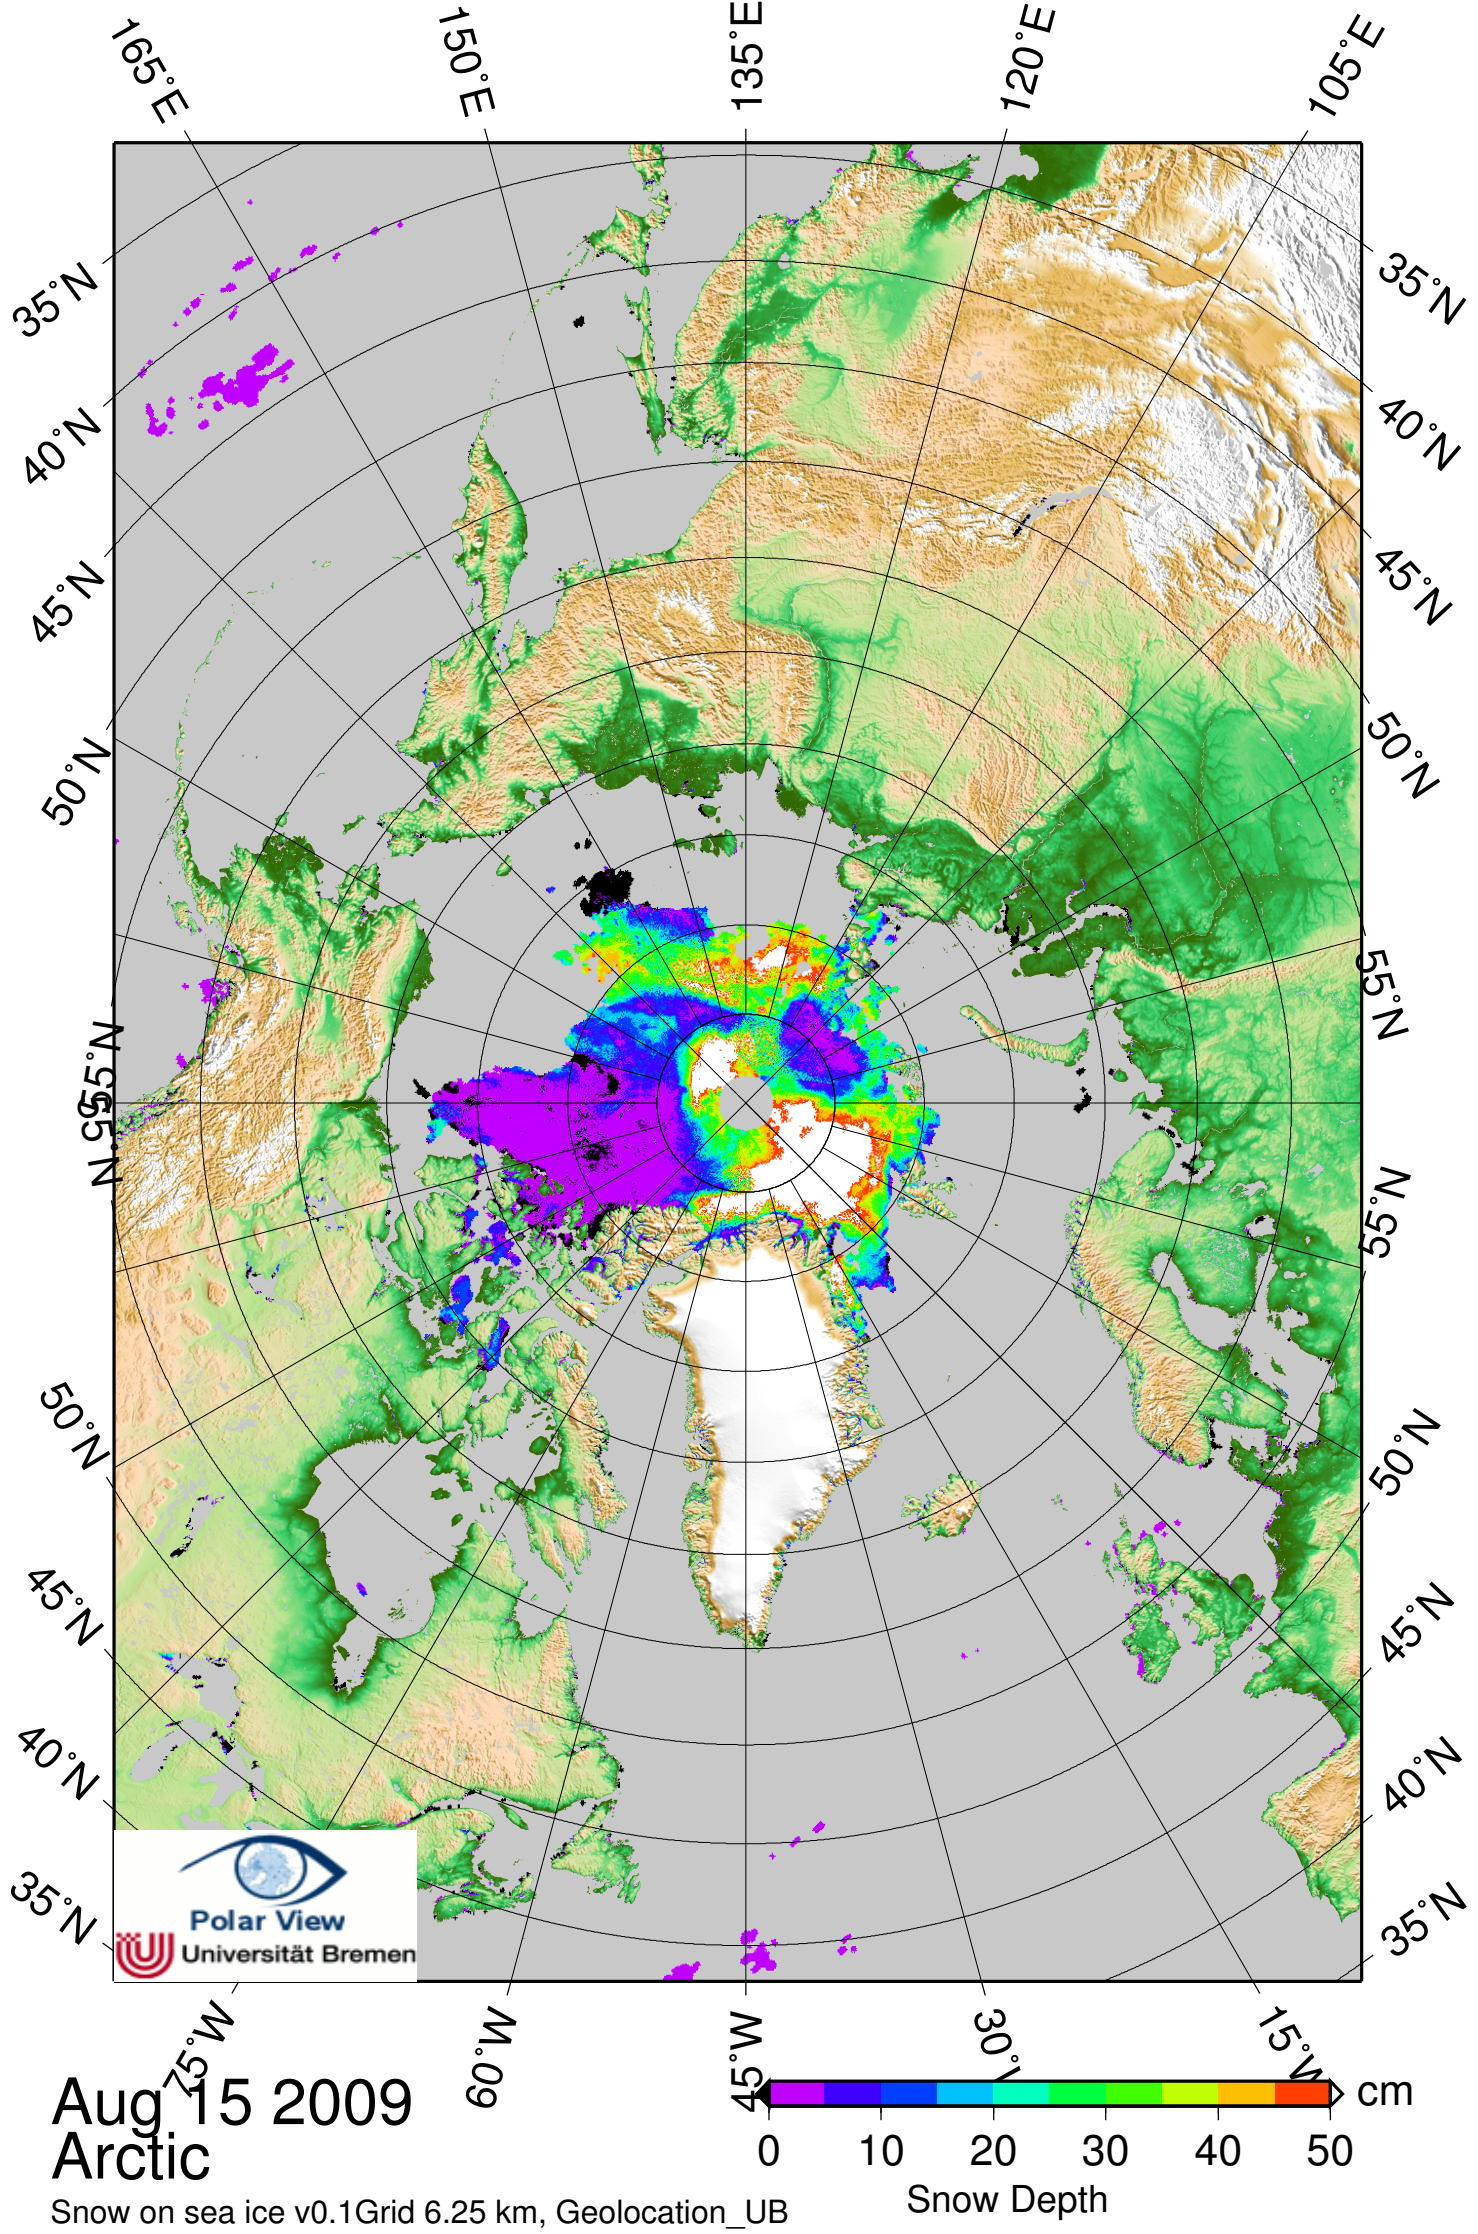 165°E 150°E 135°E 120°E 105°E
35°N 35°N
40°N 40°N
45°N 45°N
50°N 50°N
55°N 55°N
55°N 55°N
50°N 50°N
45°N 45°N
40°N 40°N
35°N 35°N
Polar View
Universität Bremen
75°W 60°W 45°W 30°W 15°W
Aug 15 2009
Arctic
cm
0 10 20 30 40 50
Snow Depth
Snow on sea ice v0.1Grid 6.25 km, Geolocation_UB